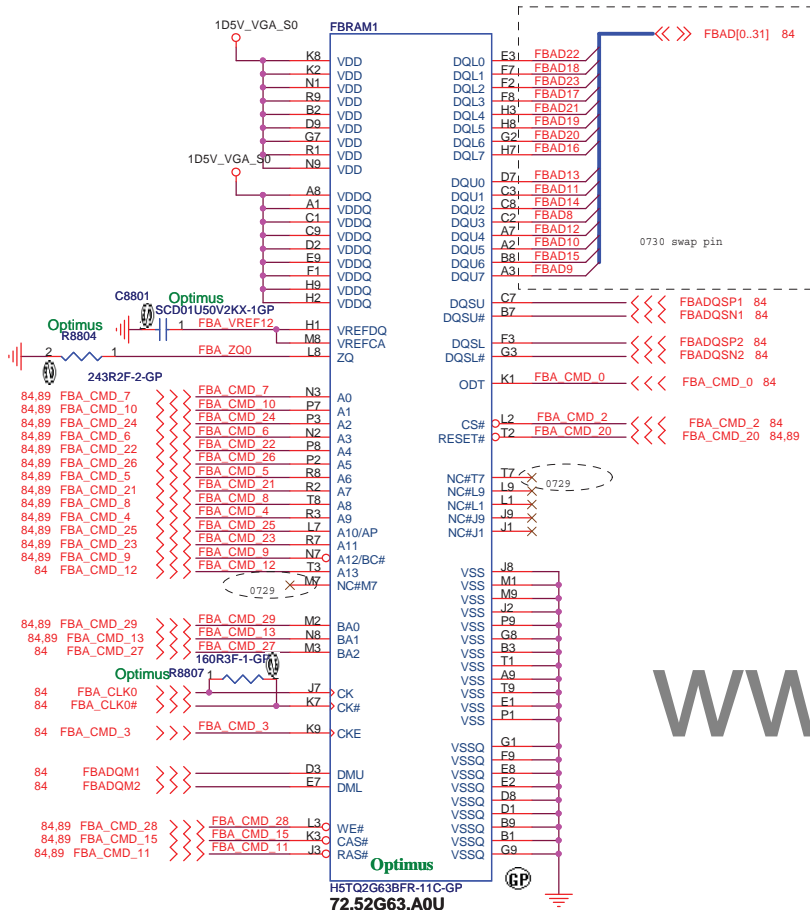 1D5V_VGA_S0
FBRAM1
FBAD[0..31] 84
K8 VDD DQL0 E3 FBAD22
K2 VDD DQL1 F7 FBAD18
N1 VDD DQL2 F2 FBAD23
R9 VDD DQL3 F8 FBAD17
B2 VDD DQL4 H3 FBAD21
D9 VDD DQL5 H8 FBAD19
G7 VDD DQL6 G2 FBAD20
R1 VDD DQL7 H7 FBAD16
N9 VDD
1D5V_VGA_S0
DQU0 D7 FBAD13
A8 VDDQ DQU1 C3 FBAD11
A1 VDDQ DQU2 C8 FBAD14
C1 VDDQ DQU3 C2 FBAD8
C9 VDDQ DQU4 A7 FBAD12
D2 VDDQ DQU5 A2 FBAD10
E9 VDDQ DQU6 B8 FBAD15
F1 VDDQ DQU7 A3 FBAD9
H9 VDDQ
H2 VDDQ
0730 swap pin
C8801 Optimus
SCD01U50V2KX-1GP
1 FBA_VREF12 H1 VREFDQ
M8 VREFCA
DQSU C7 FBADQSP1 84
DQSU# B7 FBADQSN1 84
Optimus
R8804
2 1 FBA_ZQ0 L8 ZQ
243R2F-2-GP
DQSL F3 FBADQSP2 84
DQSL# G3 FBADQSN2 84
ODT K1 FBA_CMD_0 FBA_CMD_0 84
CS# L2 FBA_CMD_2 FBA_CMD_2 84
RESET# T2 FBA_CMD_20 FBA_CMD_20 84,89
84,89 FBA_CMD_7 FBA_CMD_7 N3 A0
84,89 FBA_CMD_10 FBA_CMD_10 P7 A1
84,89 FBA_CMD_24 FBA_CMD_24 P3 A2
84,89 FBA_CMD_6 FBA_CMD_6 N2 A3
84,89 FBA_CMD_22 FBA_CMD_22 P8 A4
84,89 FBA_CMD_26 FBA_CMD_26 P2 A5
84,89 FBA_CMD_5 FBA_CMD_5 R8 A6
84,89 FBA_CMD_21 FBA_CMD_21 R2 A7
84,89 FBA_CMD_8 FBA_CMD_8 T8 A8
84,89 FBA_CMD_4 FBA_CMD_4 R3 A9
84,89 FBA_CMD_25 FBA_CMD_25 L7 A10/AP
84,89 FBA_CMD_23 FBA_CMD_23 R7 A11
84,89 FBA_CMD_9 FBA_CMD_9 N7 A12/BC#
84 FBA_CMD_12 FBA_CMD_12 T3 A13
0729 M7 NC#M7
NC#T7 T7 0729
NC#L9 L9
NC#L1 L1
NC#J9 J9
NC#J1 J1
84,89 FBA_CMD_29 FBA_CMD_29 M2 BA0
84,89 FBA_CMD_13 FBA_CMD_13 N8 BA1
84 FBA_CMD_27 FBA_CMD_27 M3 BA2
160R3F-1-GP
Optimus 1 R8807
84 FBA_CLK0 J7 CK
84 FBA_CLK0# K7 CK#
84 FBA_CMD_3 FBA_CMD_3 K9 CKE
84 FBADQM1 D3 DMU
84 FBADQM2 E7 DML
84,89 FBA_CMD_28 FBA_CMD_28 L3 WE#
84,89 FBA_CMD_15 FBA_CMD_15 K3 CAS#
84,89 FBA_CMD_11 FBA_CMD_11 J3 RAS#
VSS J8
VSS M1
VSS M9
VSS J2
VSS P9
VSS G8
VSS B3
VSS T1
VSS A9
VSS T9
VSS E1
VSS P1
VSSQ G1
VSSQ F9
VSSQ E8
VSSQ E2
VSSQ D8
VSSQ D1
VSSQ B9
VSSQ B1
VSSQ G9
Optimus
GP
H5TQ2G63BFR-11C-GP
72.52G63.A0U
ww